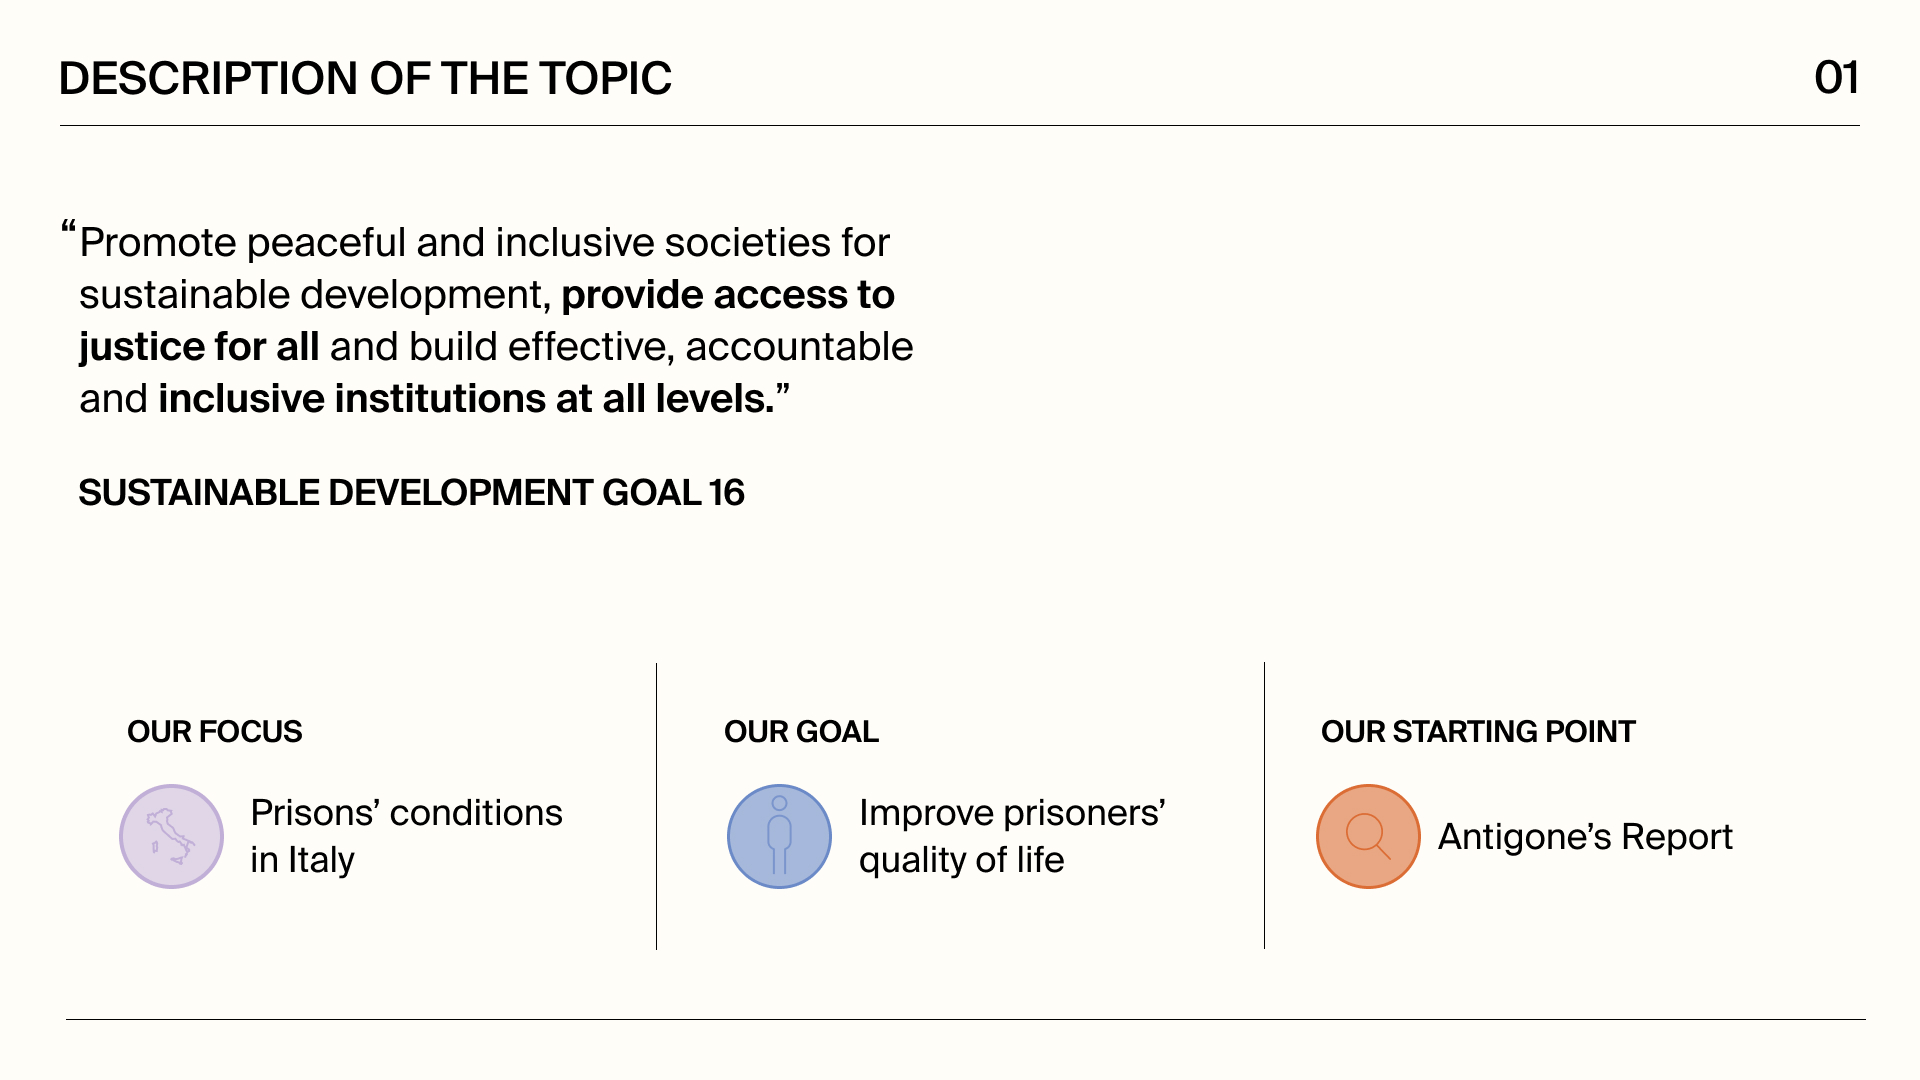 DESCRIPTION OF THE TOPIC
01
“Promote peaceful and inclusive societies for
sustainable development, provide access to
justice for all and build effective, accountable
and inclusive institutions at all levels.”
SUSTAINABLE DEVELOPMENT GOAL 16
OUR FOCUS
Prisons’ conditions
in Italy
OUR GOAL
Improve prisoners’
quality of life
OUR STARTING POINT
Antigone’s Report